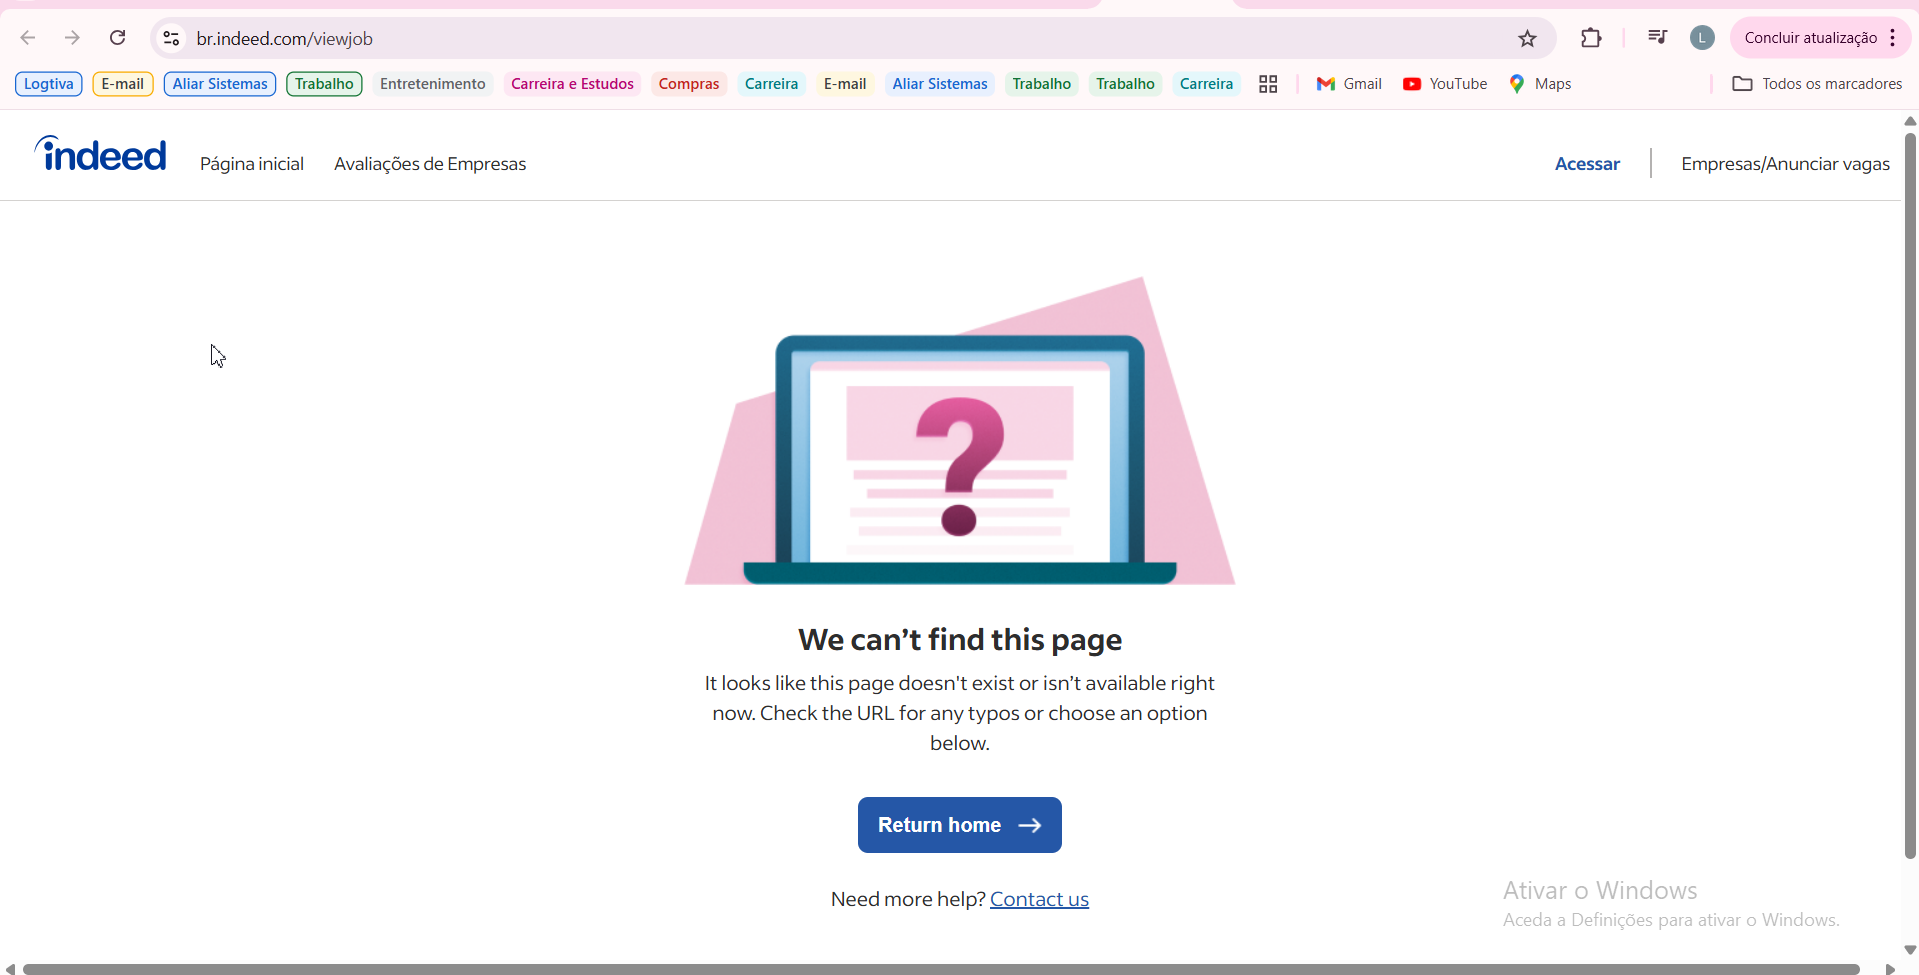 br.indeed.com/viewjob
L
Concluir atualização
Logtiva E-mail Aliar Sistemas Trabalho Entretenimento Carreira e Estudos Compras Carreira E-mail Aliar Sistemas Trabalho Trabalho Carreira Gmail YouTube Maps Todos os marcadores
indeed
Página inicial Avaliações de Empresas Acessar Empresas/Anunciar vagas
?
We can’t find this page
It looks like this page doesn't exist or isn’t available right
now. Check the URL for any typos or choose an option
below.
Return home
Need more help? Contact us
Ativar o Windows
Aceda a Definições para ativar o Windows.